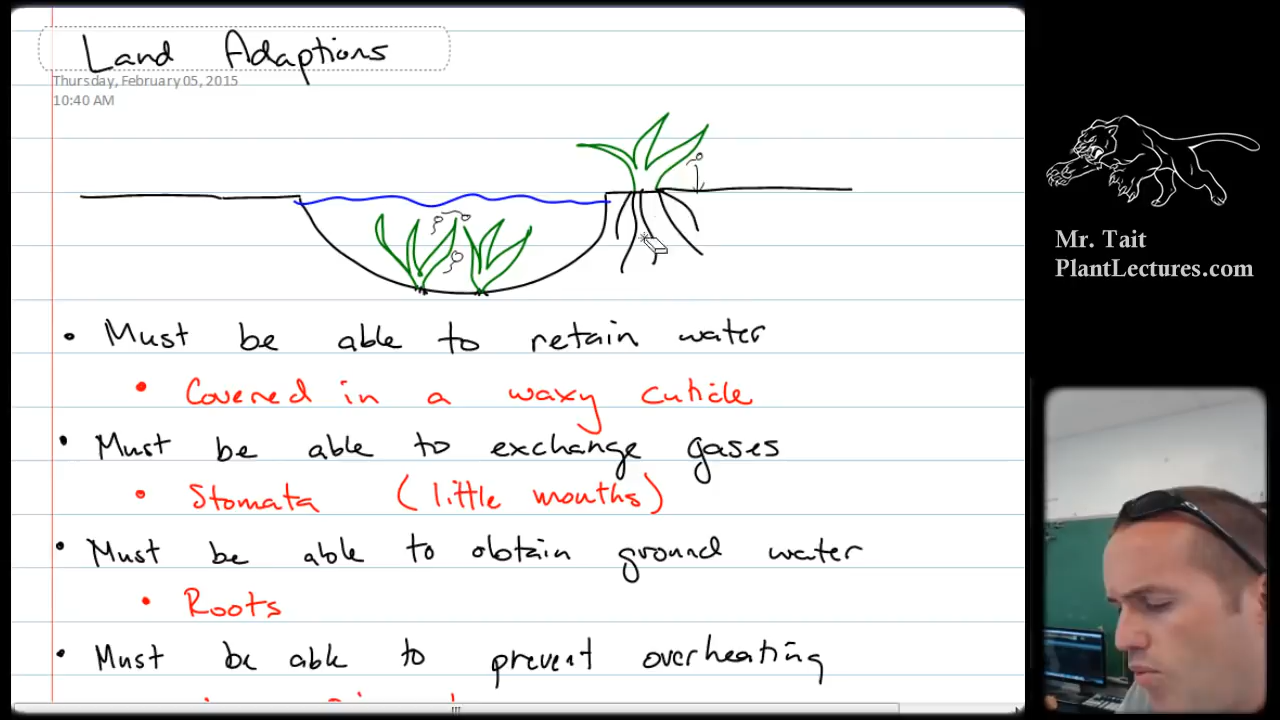 Land Adaptions
Thursday, February 05, 2015
10:40 AM
Mr. Tait
PlantLectures.com
• Must be able to retain water
• Covered in a waxy cuticle
• Must be able to exchange gases
• Stomata (little mouths)
• Must be able to obtain ground water
• Roots
• Must be able to prevent overheating